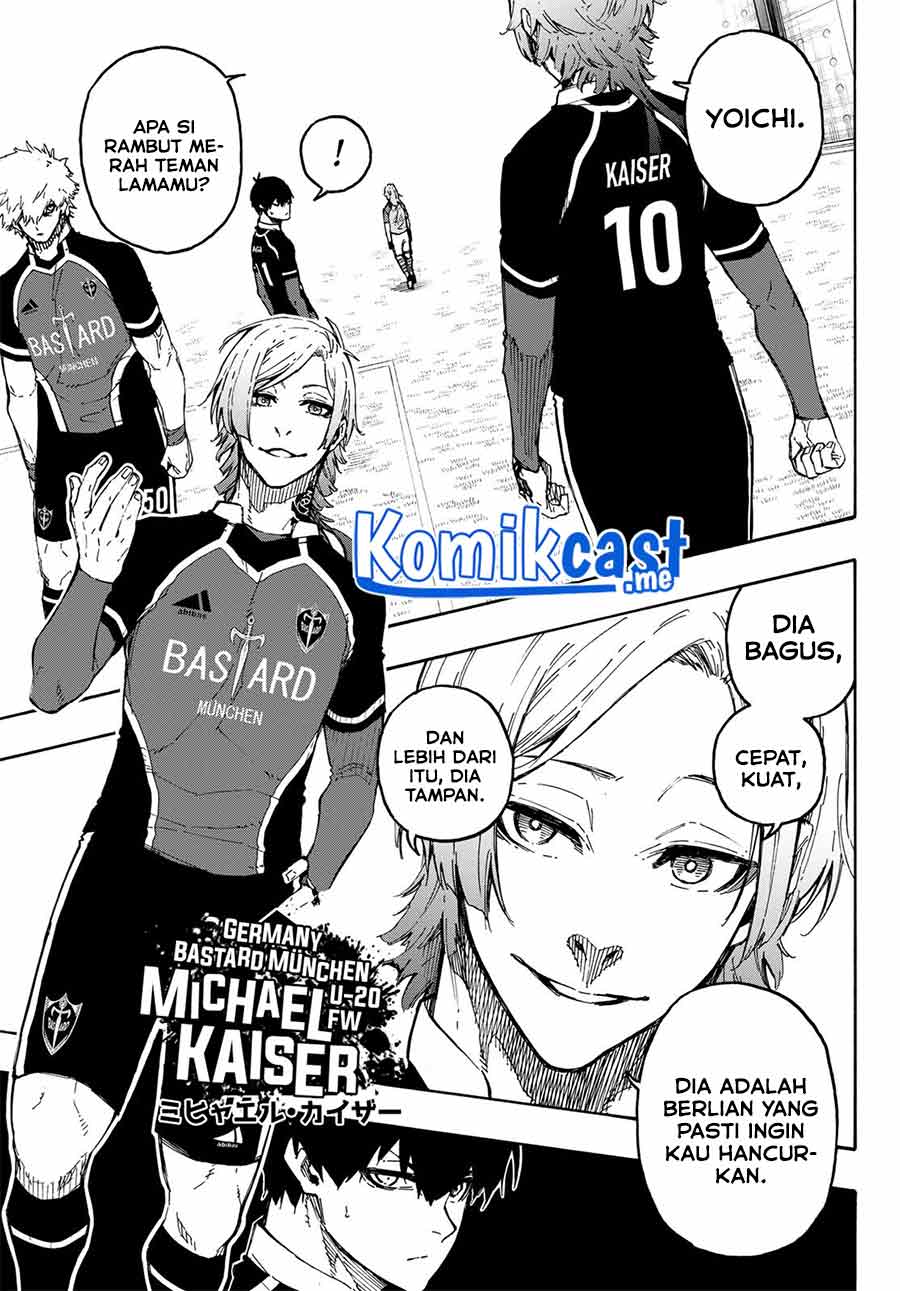 YOICHI.
KAISER
10
!
APA SI
RAMBUT ME-
RAH TEMAN
LAMAMU?
BASTARD
MÜNCHEN
50
abibas
BASTARD
MÜNCHEN
Komikcast
.me
DIA
BAGUS,
CEPAT,
KUAT,
DAN
LEBIH DARI
ITU, DIA
TAMPAN.
GERMANY
BASTARD MÜNCHEN
U-20
FW
MICHAEL
KAISER
ミヒャエル・カイザー
abibas
DIA ADALAH
BERLIAN YANG
PASTI INGIN
KAU HANCUR-
KAN.